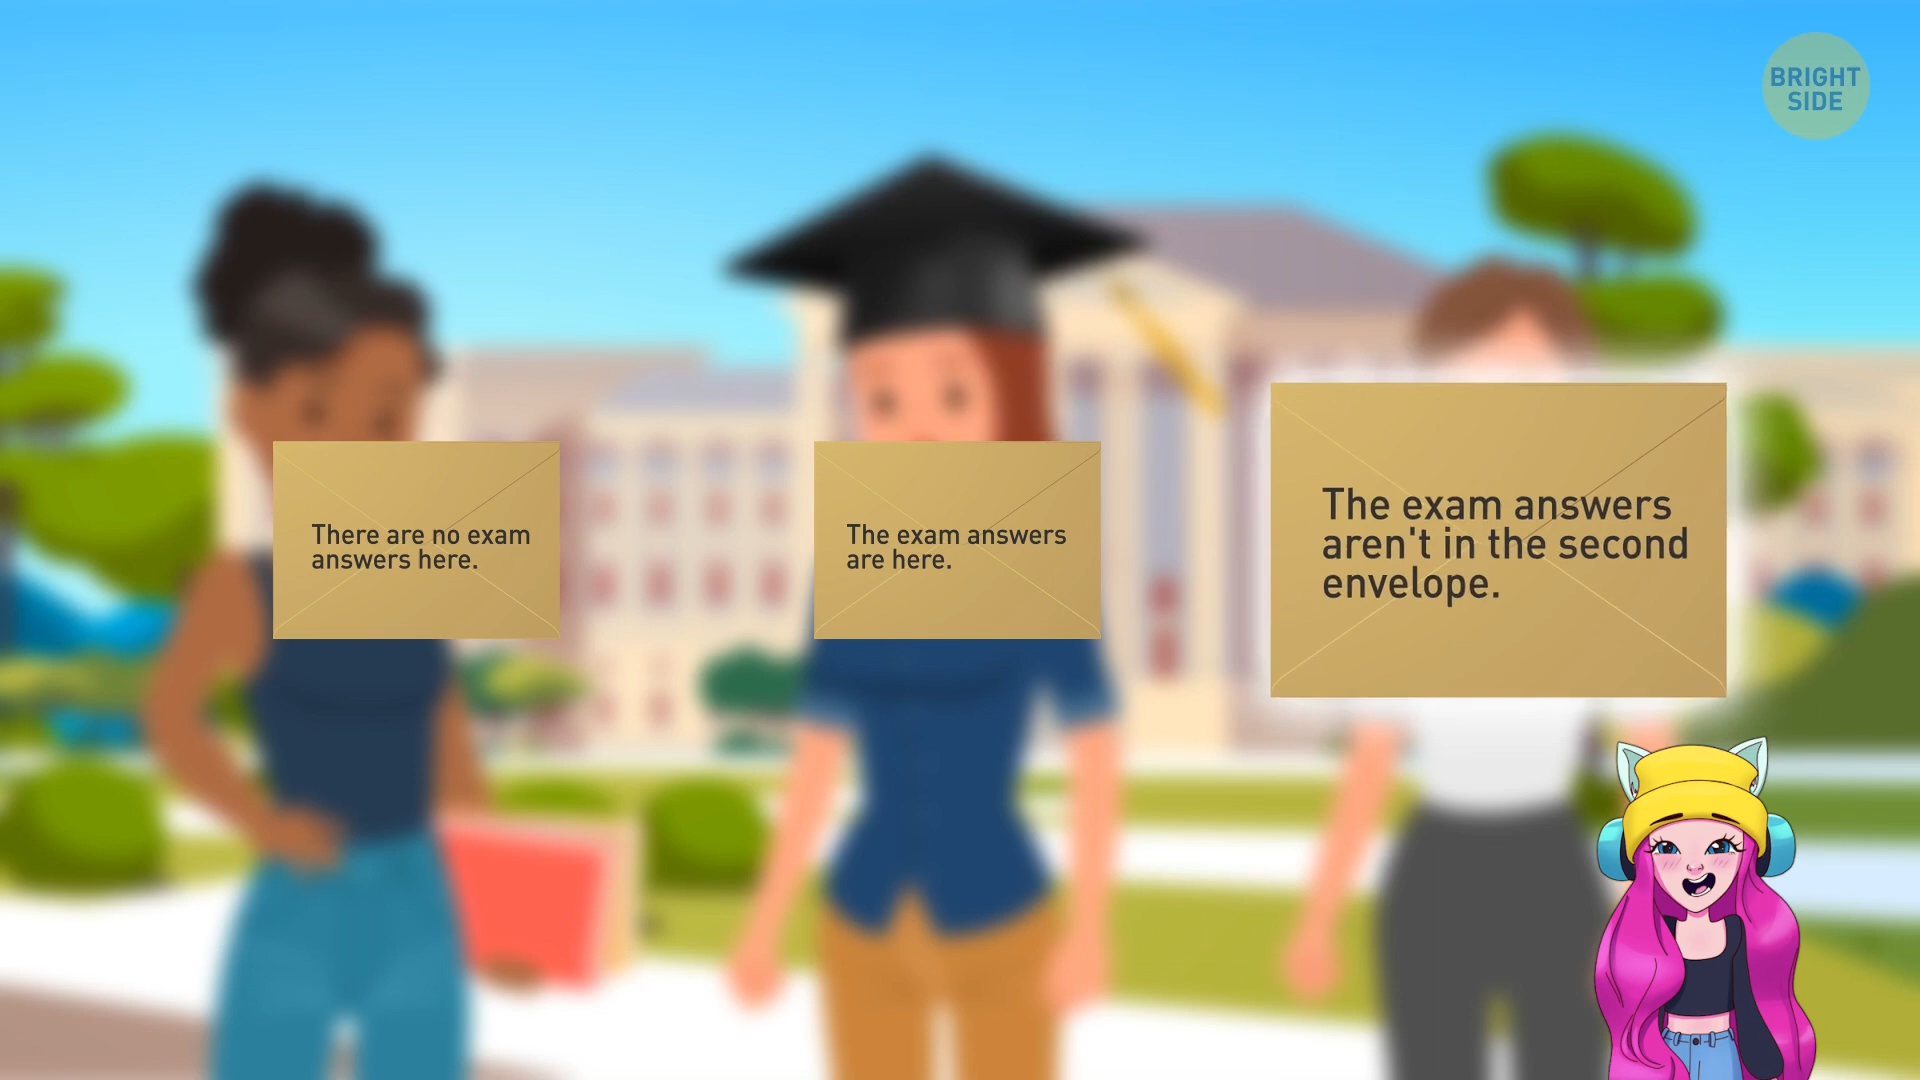 BRIGHT
SIDE
There are no exam
answers here.
The exam answers
are here.
The exam answers
aren't in the second
envelope.